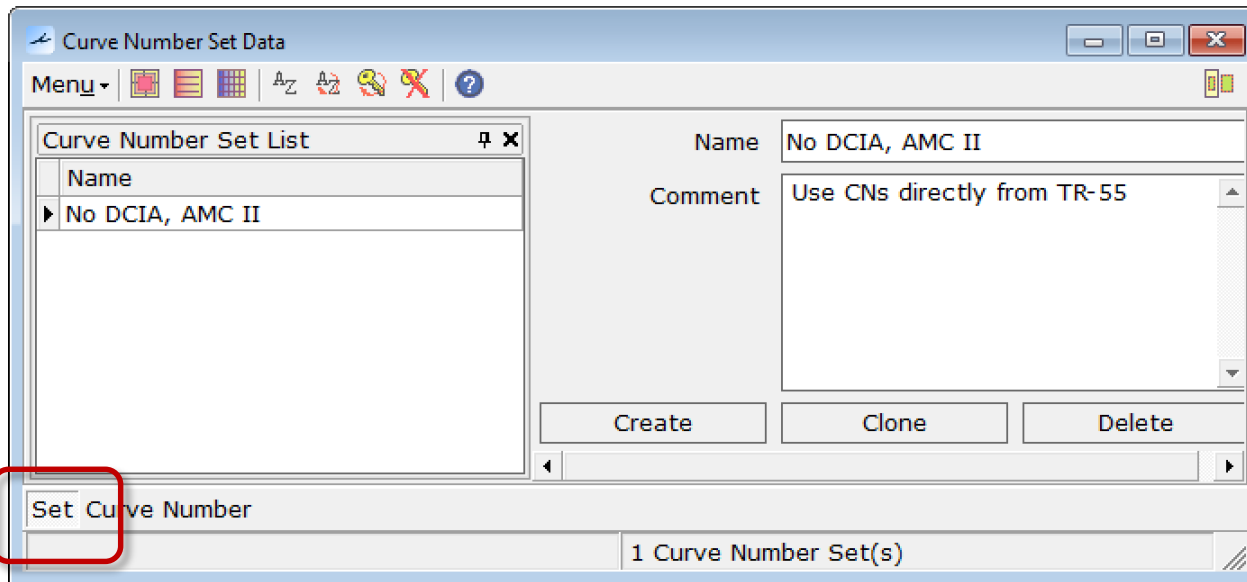 Curve Number Set Data
Menu
Curve Number Set List
Name
No DCIA, AMC II
Name
No DCIA, AMC II
Comment
Use CNs directly from TR-55
Create
Clone
Delete
Set
Curve Number
1 Curve Number Set(s)